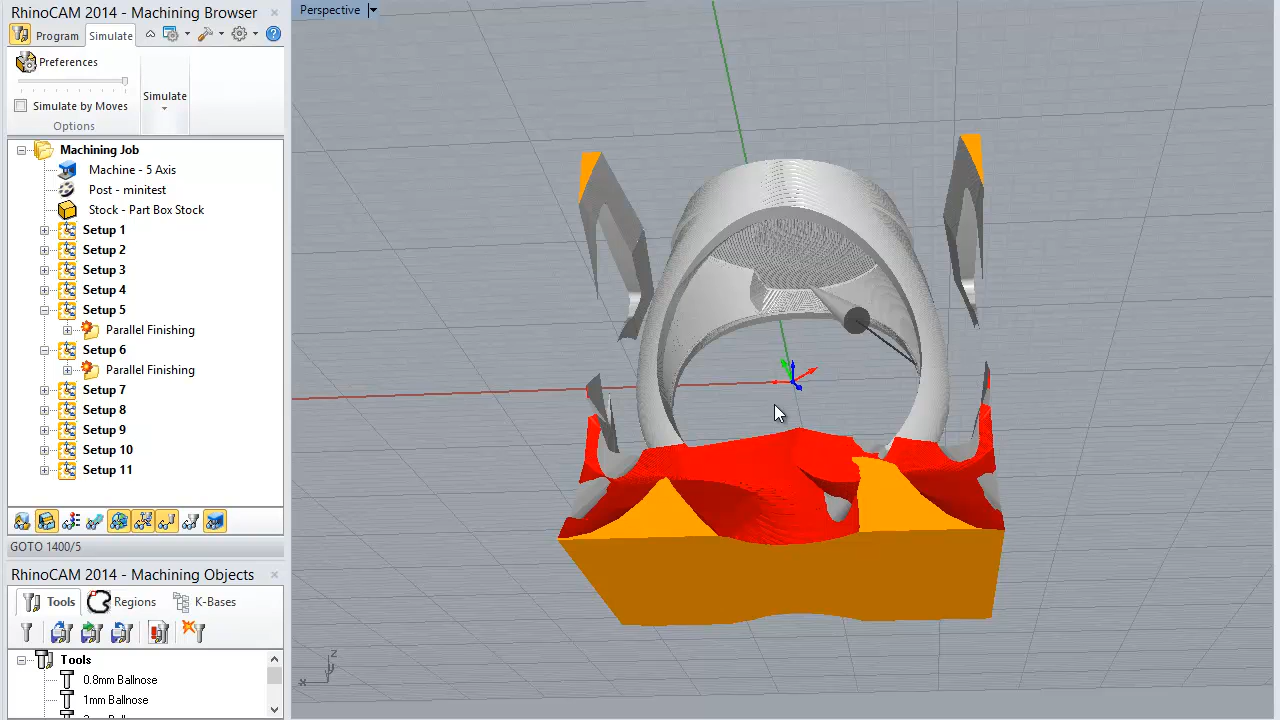 RhinoCAM 2014 - Machining Browser
Perspective
Program
Simulate
Preferences
Simulate
Simulate by Moves
Options
Machining Job
Machine - 5 Axis
Post - minitest
Stock - Part Box Stock
Setup 1
Setup 2
Setup 3
Setup 4
Setup 5
Parallel Finishing
Setup 6
Parallel Finishing
Setup 7
Setup 8
Setup 9
Setup 10
Setup 11
GOTO 1400/5
RhinoCAM 2014 - Machining Objects
Tools
Regions
K-Bases
Tools
0.8mm Ballnose
1mm Ballnose
z
y
x